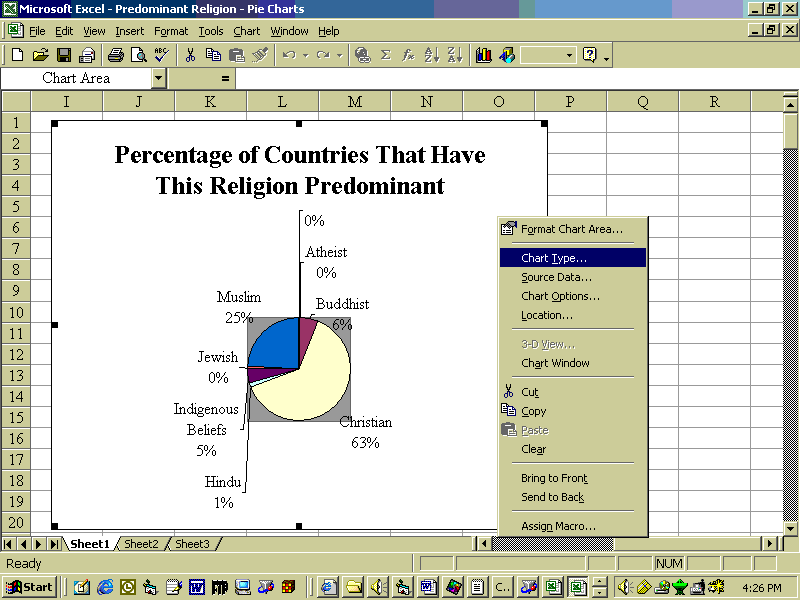 Microsoft Excel - Predominant Religion - Pie Charts
File Edit View Insert Format Tools Chart Window Help
Chart Area =
I J K L M N O P Q R
1
2
3
4
5
6
7
8
9
10
11
12
13
14
15
16
17
18
19
20
Percentage of Countries That Have
This Religion Predominant
0%
Atheist
0%
Buddhist
6%
Muslim
25%
Jewish
0%
Indigenous
Beliefs
5%
Christian
63%
Hindu
1%
Format Chart Area...
Chart Type...
Source Data...
Chart Options...
Location...
3-D View...
Chart Window
Cut
Copy
Paste
Clear
Bring to Front
Send to Back
Assign Macro...
Sheet1 Sheet2 Sheet3
Ready NUM
Start C... 4:26 PM